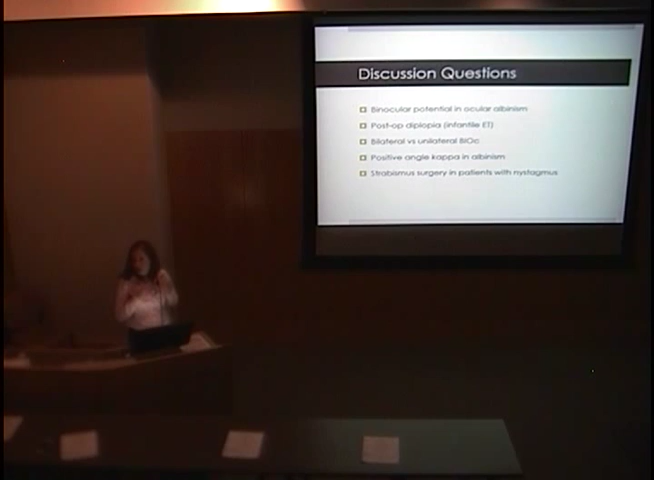 Discussion Questions
Binocular potential in ocular albinism
Post-op diplopia (infantile ET)
Bilateral vs unilateral BIOc
Positive angle kappa in albinism
Strabismus surgery in patients with nystagmus